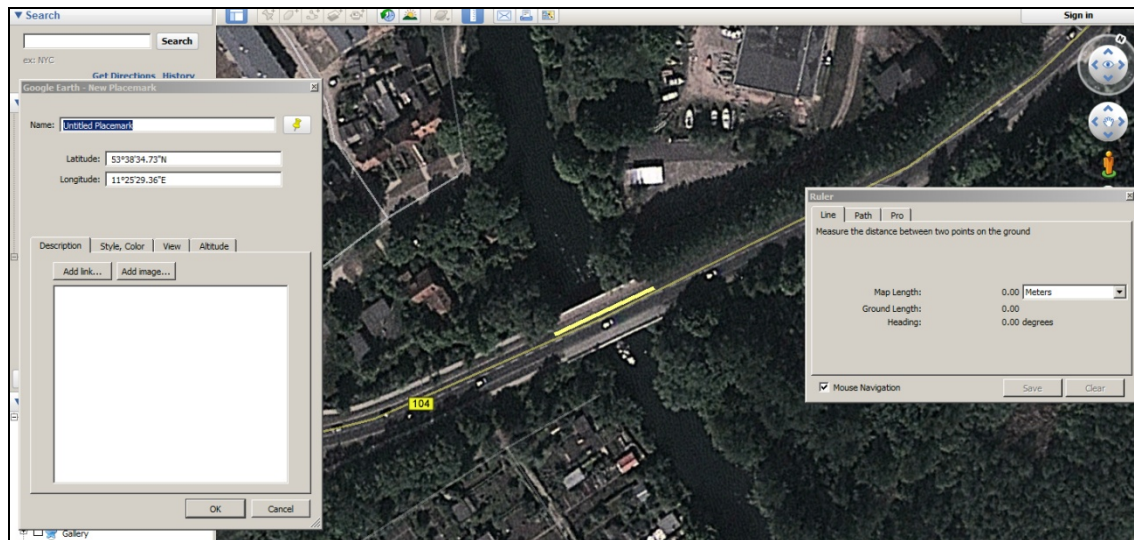 Search
Sign in
Search
ex: NYC
Get Directions History
Google Earth - New Placemark
Name: Untitled Placemark
Latitude: 53°38'34.73"N
Longitude: 11°25'29.36"E
Description Style, Color View Altitude
Add link... Add image...
OK Cancel
Gallery
104
N
Ruler
Line Path Pro
Measure the distance between two points on the ground
Map Length: 0.00 Meters
Ground Length: 0.00
Heading: 0.00 degrees
Mouse Navigation Save Clear